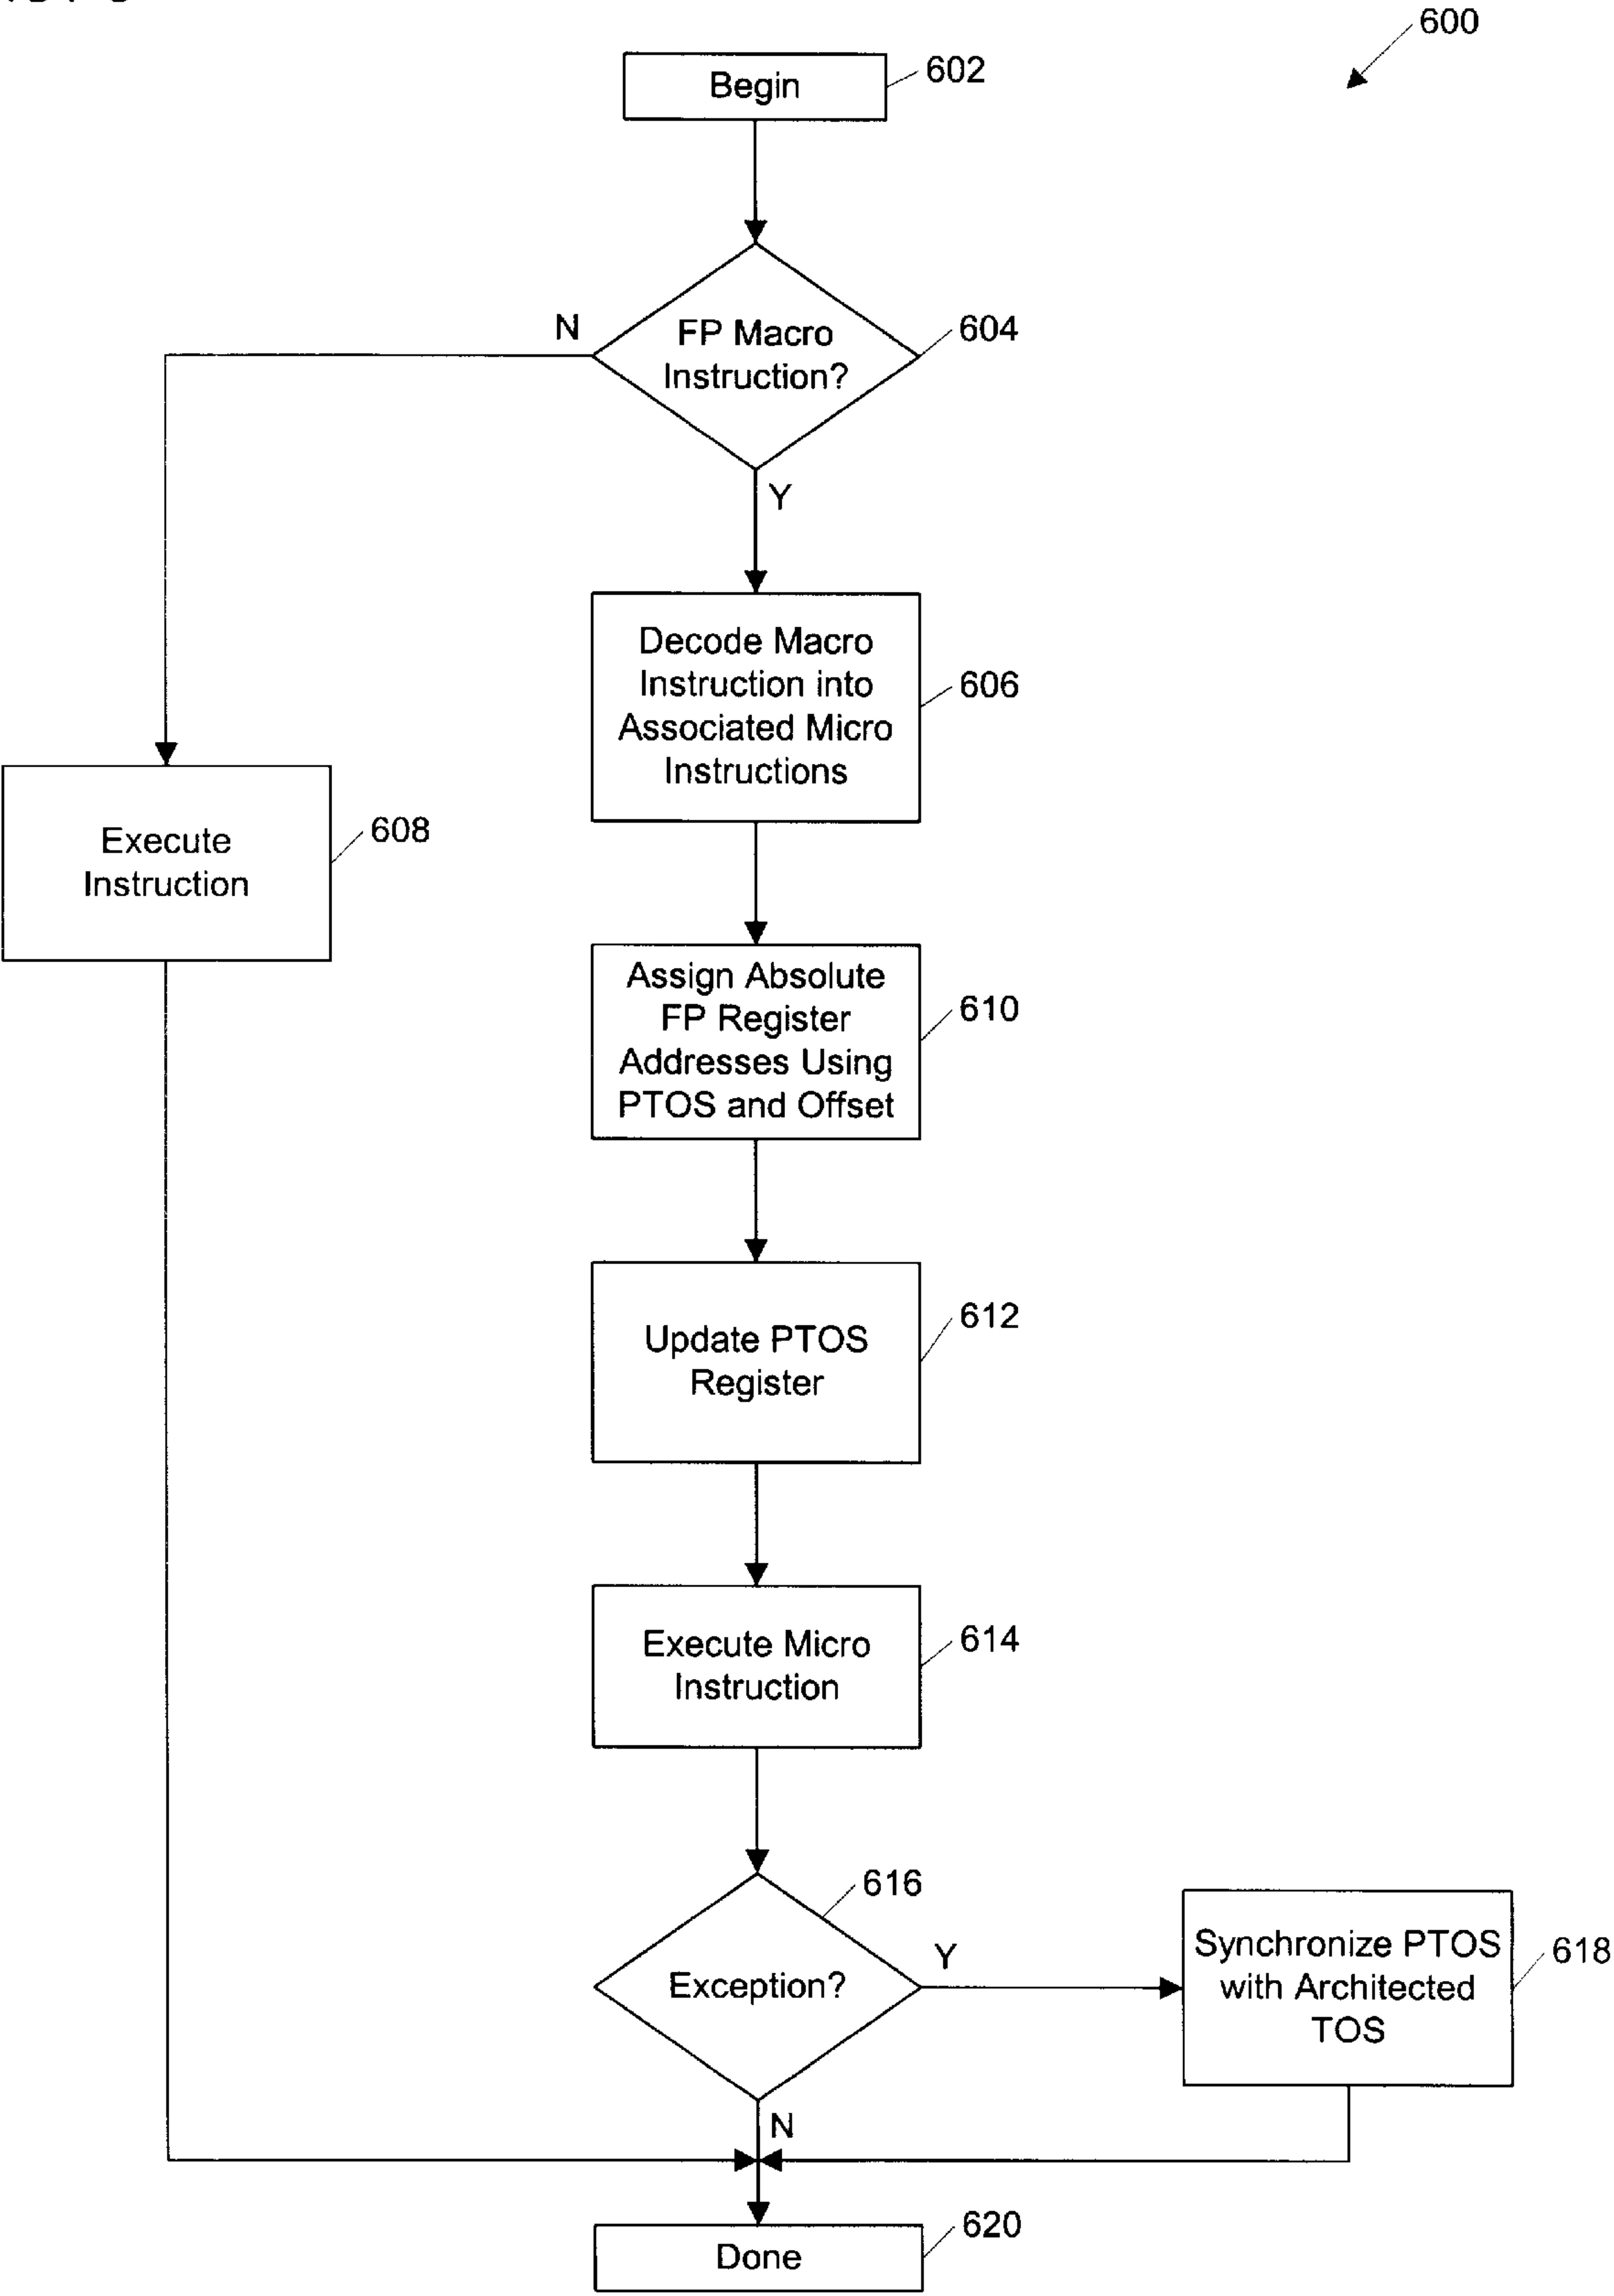 600
Begin
602
N
FP Macro
Instruction?
604
Y
Decode Macro
Instruction into
Associated Micro
Instructions
606
Execute
Instruction
608
Assign Absolute
FP Register
Addresses Using
PTOS and Offset
610
Update PTOS
Register
612
Execute Micro
Instruction
614
616
Exception?
Y
Synchronize PTOS
with Architected
TOS
618
N
Done
620